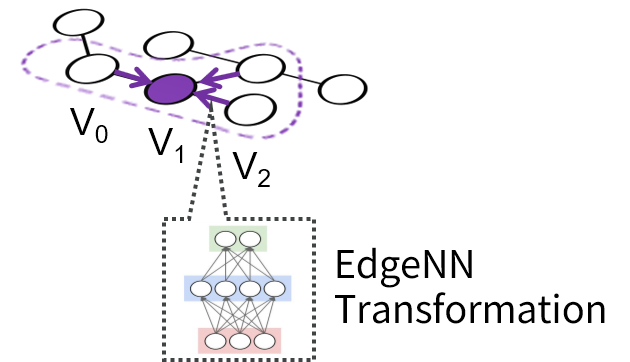 V₀
V₁
V₂
EdgeNN
Transformation